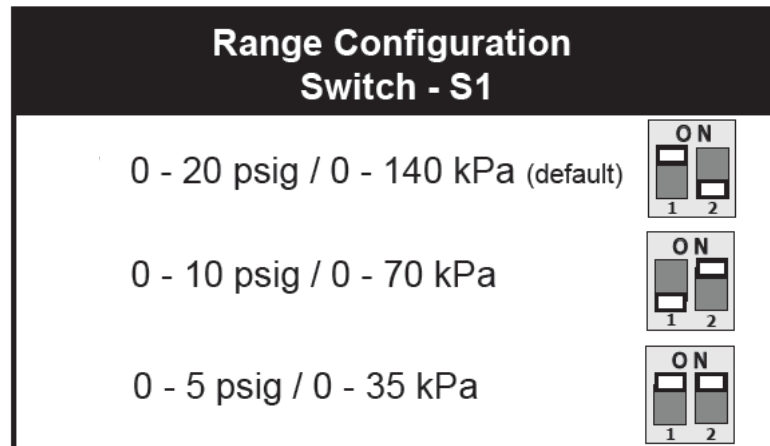 Range Configuration
Switch - S1
0 - 20 psig / 0 - 140 kPa (default)
ON
1 2
0 - 10 psig / 0 - 70 kPa
ON
1 2
0 - 5 psig / 0 - 35 kPa
ON
1 2